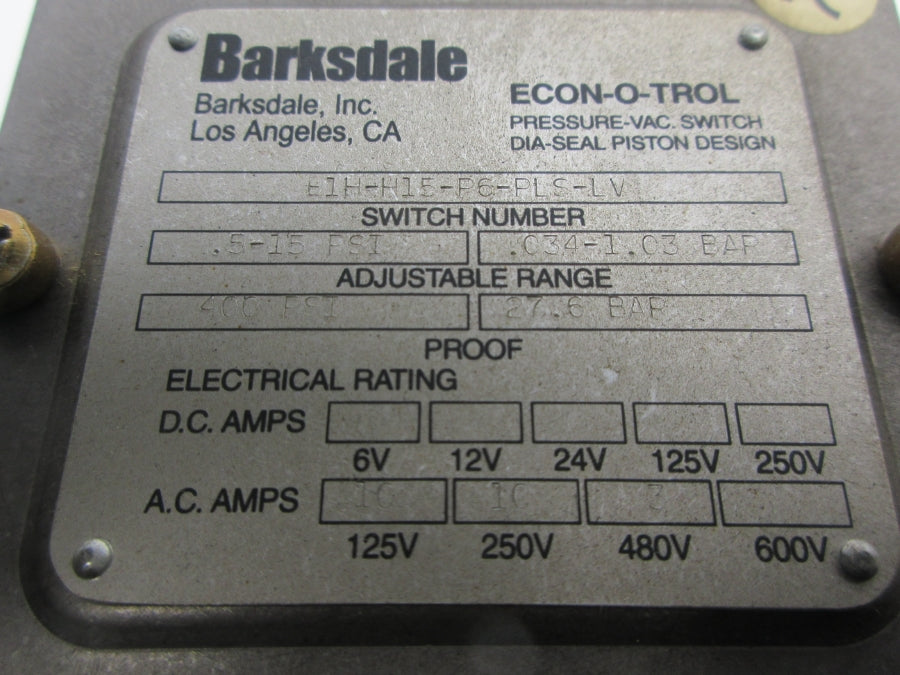 Barksdale
Barksdale, Inc.
Los Angeles, CA
ECON-O-TROL
PRESSURE-VAC. SWITCH
DIA-SEAL PISTON DESIGN
E1H-H15-P6-PLS-LV
SWITCH NUMBER
.5-15 PSI .034-1.03 BAR
ADJUSTABLE RANGE
400 PSI 27.6 BAR
PROOF
ELECTRICAL RATING
D.C. AMPS
6V 12V 24V 125V 250V
A.C. AMPS 10 10 3
125V 250V 480V 600V